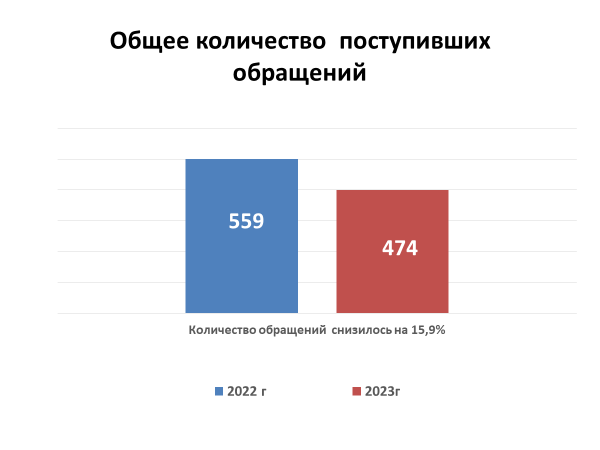 Общее количество  поступивших
обращений
559
474
Количество обращений  снизилось на 15,9%
2022 г
2023г